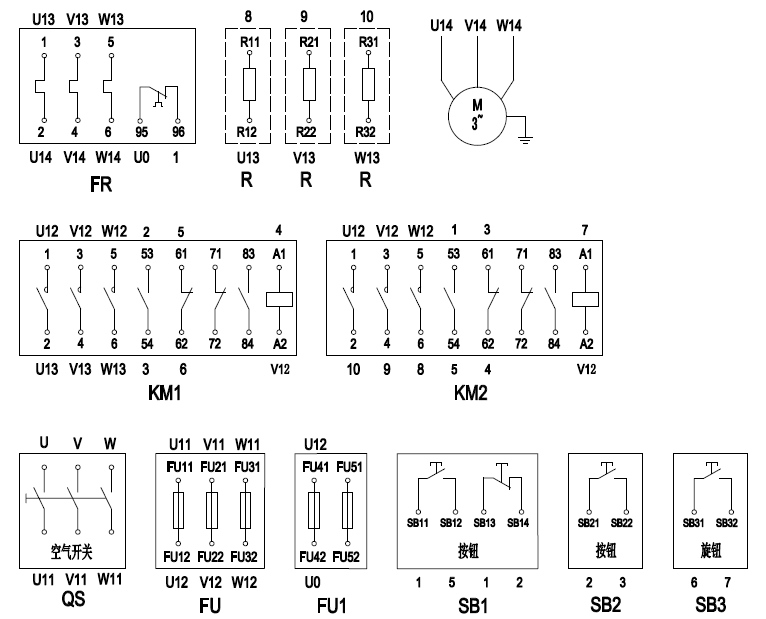 U13 V13 W13 8 9 10
U14 V14 W14
1 3 5 R11 R21 R31
M
3~
2 4 6 95 96 R12 R22 R32
U14 V14 W14 U0 1 U13 V13 W13
FR R R R
U12 V12 W12 2 5 4
1 3 5 53 61 71 83 A1
2 4 6 54 62 72 84 A2
U13 V13 W13 3 6 V12
KM1
U12 V12 W12 1 3 7
1 3 5 53 61 71 83 A1
2 4 6 54 62 72 84 A2
10 9 8 5 4 V12
KM2
U V W
空气开关
U11 V11 W11
QS
U11 V11 W11
FU11 FU21 FU31
FU12 FU22 FU32
U12 V12 W12
FU
U12
FU41 FU51
FU42 FU52
U0
FU1
SB11 SB12 SB13 SB14
按钮
1 5 1 2
SB1
SB21 SB22
按钮
2 3
SB2
SB31 SB32
旋钮
6 7
SB3